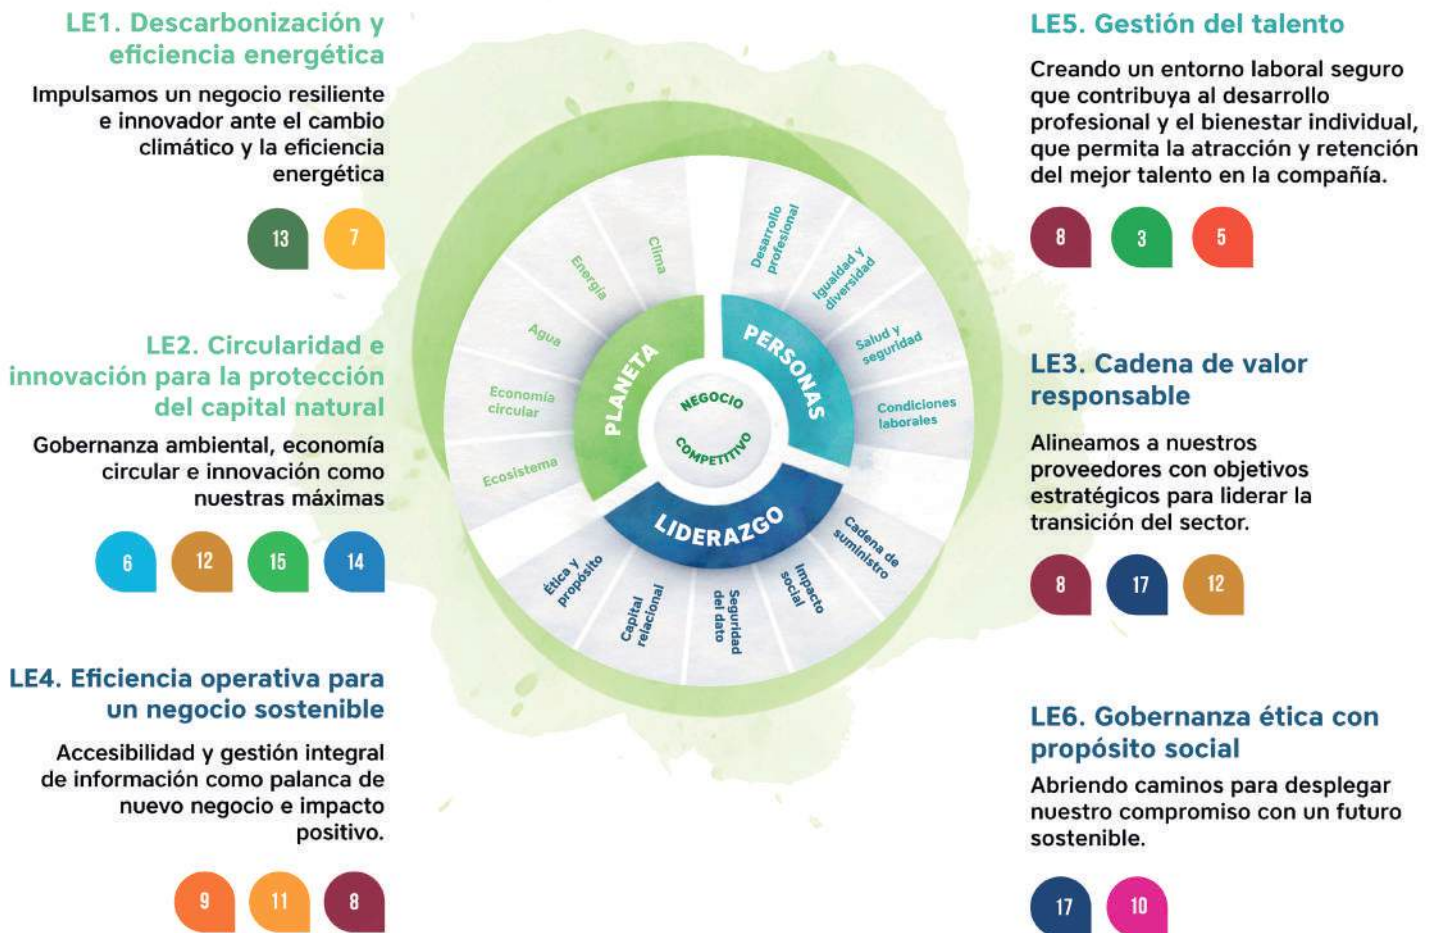 LE1. Descarbonización y
eficiencia energética
Impulsamos un negocio resiliente
e innovador ante el cambio
climático y la eficiencia
energética
13
7
LE2. Circularidad e
innovación para la protección
del capital natural
Gobernanza ambiental, economía
circular e innovación como
nuestras máximas
6
12
15
14
LE4. Eficiencia operativa para
un negocio sostenible
Accesibilidad y gestión integral
de información como palanca de
nuevo negocio e impacto
positivo.
9
11
8
PLANETA
Clima
Energía
Agua
Economía
circular
Ecosistema
PERSONAS
Desarrollo
profesional
Igualdad y
diversidad
Salud y
seguridad
Condiciones
laborales
NEGOCIO
COMPETITIVO
LIDERAZGO
Ética y
propósito
Capital
relacional
Seguridad
del dato
Impacto
social
Cadena de
suministro
LE5. Gestión del talento
Creando un entorno laboral seguro
que contribuya al desarrollo
profesional y el bienestar individual,
que permita la atracción y retención
del mejor talento en la compañía.
8
3
5
LE3. Cadena de valor
responsable
Alineamos a nuestros
proveedores con objetivos
estratégicos para liderar la
transición del sector.
8
17
12
LE6. Gobernanza ética con
propósito social
Abriendo caminos para desplegar
nuestro compromiso con un futuro
sostenible.
17
10